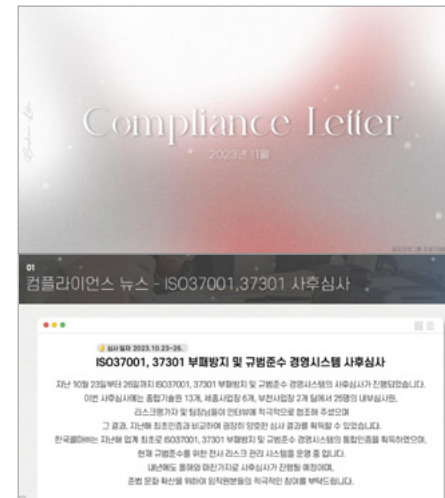 Compliance Letter
2023년 11월
01
컴플라이언스 뉴스 - ISO37001,37301 사후심사
심사 일자 2023.10.23~26.
ISO37001, 37301 부패방지 및 규범준수 경영시스템 사후심사
지난 10월 23일부터 26일까지 ISO37001, 37301 부패방지 및 규범준수 경영시스템의 사후심사가 진행되었습니다.
이번 사후심사에는 종합기술원 13개, 세종사업장 6개, 부천사업장 2개 팀에서 25명의 내부심사원,
리스크평가자 및 팀장님들이 인터뷰에 적극적으로 협조해 주셨으며
그 결과, 지난해 최초인증과 비교하여 굉장히 양호한 심사 결과를 획득할 수 있었습니다.
한국콜마㈜는 지난해 업계 최초로 ISO37001, 37301 부패방지 및 규범준수 경영시스템의 통합인증을 획득하였으며,
현재 규범준수를 위한 전사 리스크 관리 시스템을 운영 중 입니다.
내년에도 올해와 마찬가지로 사후심사가 진행될 예정이며,
준법 문화 확산을 위하여 임직원분들의 적극적인 참여를 부탁드립니다.